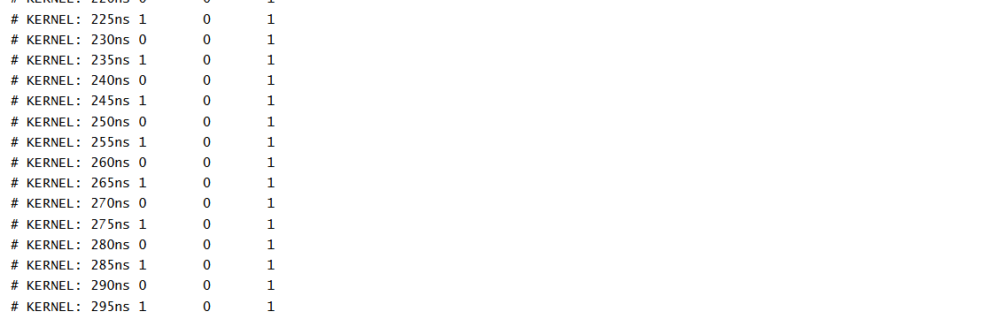 # KERNEL: 225ns 1 0 1
# KERNEL: 230ns 0 0 1
# KERNEL: 235ns 1 0 1
# KERNEL: 240ns 0 0 1
# KERNEL: 245ns 1 0 1
# KERNEL: 250ns 0 0 1
# KERNEL: 255ns 1 0 1
# KERNEL: 260ns 0 0 1
# KERNEL: 265ns 1 0 1
# KERNEL: 270ns 0 0 1
# KERNEL: 275ns 1 0 1
# KERNEL: 280ns 0 0 1
# KERNEL: 285ns 1 0 1
# KERNEL: 290ns 0 0 1
# KERNEL: 295ns 1 0 1